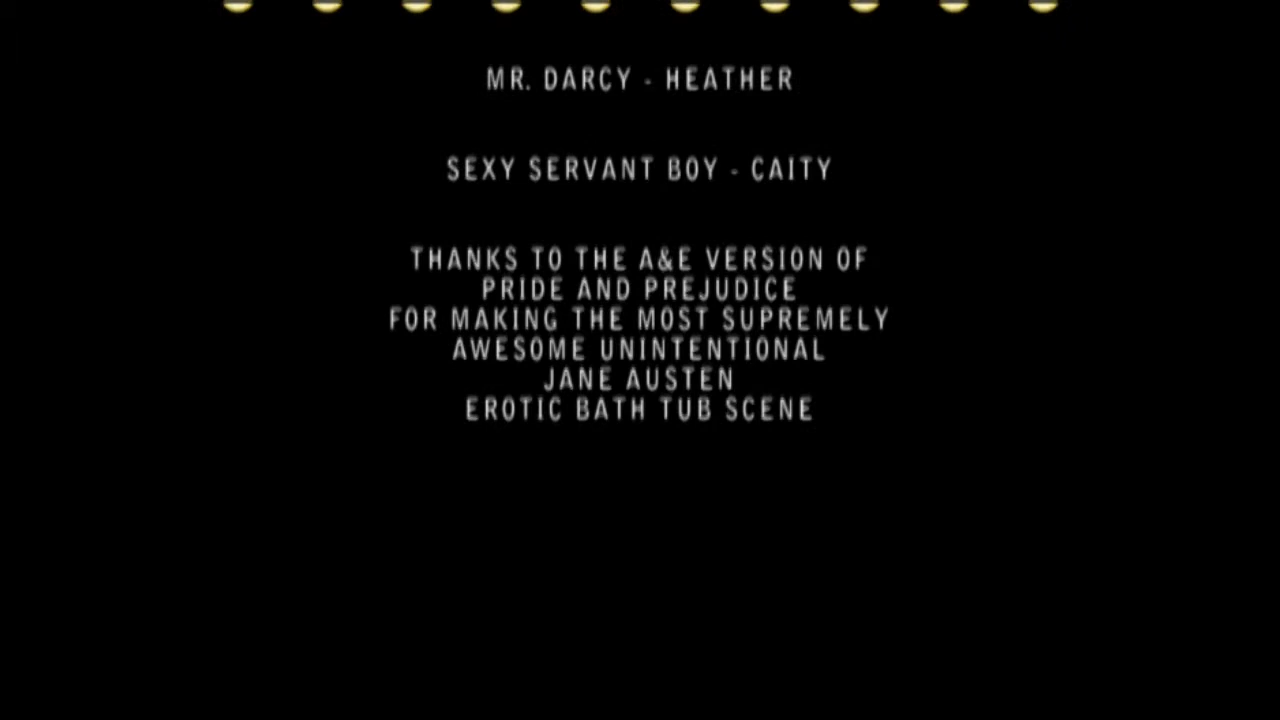 MR. DARCY - HEATHER
SEXY SERVANT BOY - CAITY
THANKS TO THE A&E VERSION OF
PRIDE AND PREJUDICE
FOR MAKING THE MOST SUPREMELY
AWESOME UNINTENTIONAL
JANE AUSTEN
EROTIC BATH TUB SCENE